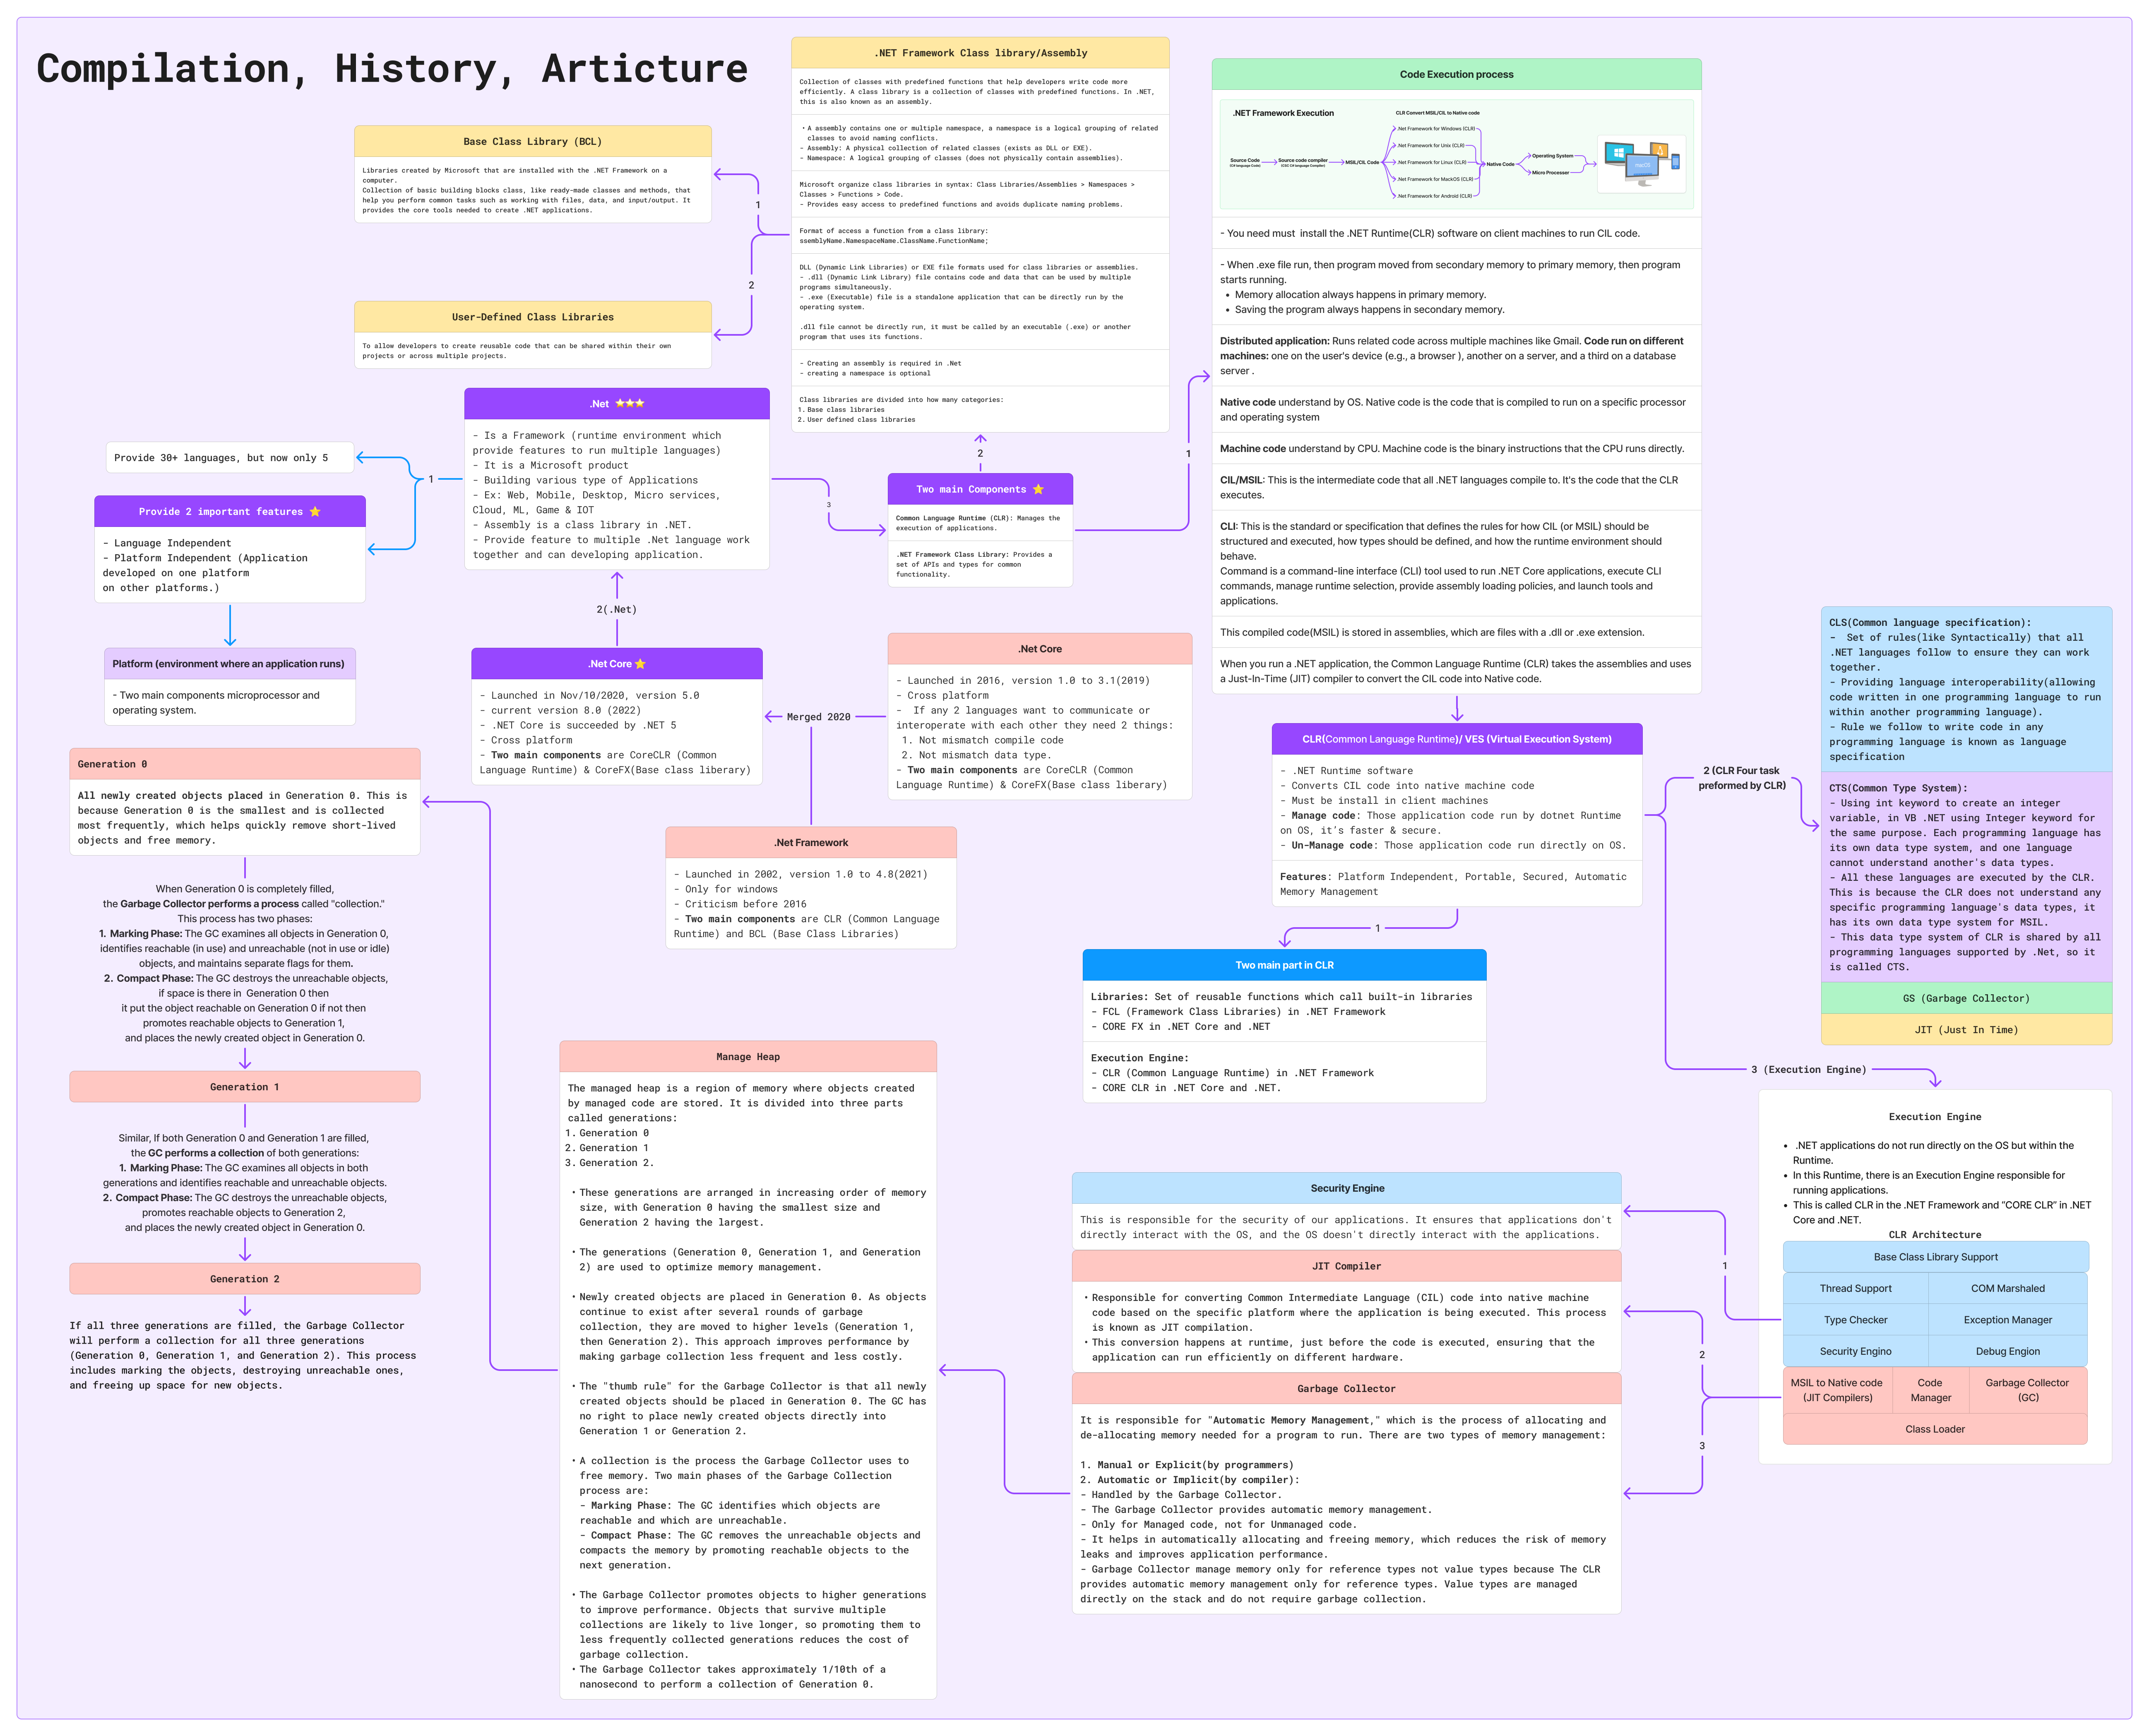 Compilation, History, Articture
.NET Framework Class library/Assembly
Collection of classes with predefined functions that help developers write code more
efficiently. A class library is a collection of classes with predefined functions. In .NET,
this is also known as an assembly.
• A assembly contains one or multiple namespace, a namespace is a logical grouping of related
classes to avoid naming conflicts.
- Assembly: A physical collection of related classes (exists as DLL or EXE).
- Namespace: A logical grouping of classes (does not physically contain assemblies).
Microsoft organize class libraries in syntax: Class Libraries/Assemblies > Namespaces >
Classes > Functions > Code.
- Provides easy access to predefined functions and avoids duplicate naming problems.
Format of access a function from a class library:
ssemblyName.NamespaceName.ClassName.FunctionName;
DLL (Dynamic Link Libraries) or EXE file formats used for class libraries or assemblies.
- .dll (Dynamic Link Library) file contains code and data that can be used by multiple
programs simultaneously.
- .exe (Executable) file is a standalone application that can be directly run by the
operating system.
.dll file cannot be directly run, it must be called by an executable (.exe) or another
program that uses its functions.
- Creating an assembly is required in .Net
- creating a namespace is optional
Class libraries are divided into how many categories:
1. Base class libraries
2. User defined class libraries
Base Class Library (BCL)
Libraries created by Microsoft that are installed with the .NET Framework on a
computer.
Collection of basic building blocks class, like ready-made classes and methods, that
help you perform common tasks such as working with files, data, and input/output. It
provides the core tools needed to create .NET applications.
1
2
User-Defined Class Libraries
To allow developers to create reusable code that can be shared within their own
projects or across multiple projects.
.Net ⭐⭐⭐
- Is a Framework (runtime environment which
provide features to run multiple languages)
- It is a Microsoft product
- Building various type of Applications
- Ex: Web, Mobile, Desktop, Micro services,
Cloud, ML, Game & IOT
- Assembly is a class library in .NET.
- Provide feature to multiple .Net language work
together and can developing application.
Provide 30+ languages, but now only 5
1
Provide 2 important features ⭐
- Language Independent
- Platform Independent (Application
developed on one platform
on other platforms.)
Platform (environment where an application runs)
- Two main components microprocessor and
operating system.
3
2
1
Two main Components ⭐
Common Language Runtime (CLR): Manages the
execution of applications.
.NET Framework Class Library: Provides a
set of APIs and types for common
functionality.
2(.Net)
.Net Core ⭐
- Launched in Nov/10/2020, version 5.0
- current version 8.0 (2022)
- .NET Core is succeeded by .NET 5
- Cross platform
- Two main components are CoreCLR (Common
Language Runtime) & CoreFX(Base class liberary)
Merged 2020
.Net Core
- Launched in 2016, version 1.0 to 3.1(2019)
- Cross platform
- If any 2 languages want to communicate or
interoperate with each other they need 2 things:
1. Not mismatch compile code
2. Not mismatch data type.
- Two main components are CoreCLR (Common
Language Runtime) & CoreFX(Base class liberary)
.Net Framework
- Launched in 2002, version 1.0 to 4.8(2021)
- Only for windows
- Criticism before 2016
- Two main components are CLR (Common Language
Runtime) and BCL (Base Class Libraries)
Code Execution process
.NET Framework Execution
CLR Convert MSIL/CIL to Native code
Source Code
(C# language Code)
Source code compiler
(CSC: C# language Compiler)
MSIL/CIL Code
.Net Framework for Windows (CLR)
.Net Framework for Unix (CLR)
.Net Framework for Linux (CLR)
.Net Framework for MackOS (CLR)
.Net Framework for Android (CLR)
Native Code
Operating System
Micro Processer
macOS
- You need must install the .NET Runtime(CLR) software on client machines to run CIL code.
- When .exe file run, then program moved from secondary memory to primary memory, then program
starts running.
• Memory allocation always happens in primary memory.
• Saving the program always happens in secondary memory.
Distributed application: Runs related code across multiple machines like Gmail. Code run on different
machines: one on the user's device (e.g., a browser ), another on a server, and a third on a database
server .
Native code understand by OS. Native code is the code that is compiled to run on a specific processor
and operating system
Machine code understand by CPU. Machine code is the binary instructions that the CPU runs directly.
CIL/MSIL: This is the intermediate code that all .NET languages compile to. It's the code that the CLR
executes.
CLI: This is the standard or specification that defines the rules for how CIL (or MSIL) should be
structured and executed, how types should be defined, and how the runtime environment should
behave.
Command is a command-line interface (CLI) tool used to run .NET Core applications, execute CLI
commands, manage runtime selection, provide assembly loading policies, and launch tools and
applications.
This compiled code(MSIL) is stored in assemblies, which are files with a .dll or .exe extension.
When you run a .NET application, the Common Language Runtime (CLR) takes the assemblies and uses
a Just-In-Time (JIT) compiler to convert the CIL code into Native code.
CLR(Common Language Runtime)/ VES (Virtual Execution System)
- .NET Runtime software
- Converts CIL code into native machine code
- Must be install in client machines
- Manage code: Those application code run by dotnet Runtime
on OS, it's faster & secure.
- Un-Manage code: Those application code run directly on OS.
Features: Platform Independent, Portable, Secured, Automatic
Memory Management
1
2 (CLR Four task
preformed by CLR)
3 (Execution Engine)
CLS(Common language specification):
- Set of rules(like Syntactically) that all
.NET languages follow to ensure they can work
together.
- Providing language interoperability(allowing
code written in one programming language to run
within another programming language).
- Rule we follow to write code in any
programming language is known as language
specification
CTS(Common Type System):
- Using int keyword to create an integer
variable, in VB .NET using Integer keyword for
the same purpose. Each programming language has
its own data type system, and one language
cannot understand another's data types.
- All these languages are executed by the CLR.
This is because the CLR does not understand any
specific programming language's data types, it
has its own data type system for MSIL.
- This data type system of CLR is shared by all
programming languages supported by .Net, so it
is called CTS.
GS (Garbage Collector)
JIT (Just In Time)
Two main part in CLR
Libraries: Set of reusable functions which call built-in libraries
- FCL (Framework Class Libraries) in .NET Framework
- CORE FX in .NET Core and .NET
Execution Engine:
- CLR (Common Language Runtime) in .NET Framework
- CORE CLR in .NET Core and .NET.
Execution Engine
• .NET applications do not run directly on the OS but within the
Runtime.
• In this Runtime, there is an Execution Engine responsible for
running applications.
• This is called CLR in the .NET Framework and "CORE CLR" in .NET
Core and .NET.
CLR Architecture
Base Class Library Support
Thread Support
COM Marshaled
Type Checker
Exception Manager
Security Engino
Debug Engion
MSIL to Native code
(JIT Compilers)
Code
Manager
Garbage Collector
(GC)
Class Loader
1
2
3
Security Engine
This is responsible for the security of our applications. It ensures that applications don't
directly interact with the OS, and the OS doesn't directly interact with the applications.
JIT Compiler
• Responsible for converting Common Intermediate Language (CIL) code into native machine
code based on the specific platform where the application is being executed. This process
is known as JIT compilation.
• This conversion happens at runtime, just before the code is executed, ensuring that the
application can run efficiently on different hardware.
Garbage Collector
It is responsible for "Automatic Memory Management," which is the process of allocating and
de-allocating memory needed for a program to run. There are two types of memory management:
1. Manual or Explicit(by programmers)
2. Automatic or Implicit(by compiler):
- Handled by the Garbage Collector.
- The Garbage Collector provides automatic memory management.
- Only for Managed code, not for Unmanaged code.
- It helps in automatically allocating and freeing memory, which reduces the risk of memory
leaks and improves application performance.
- Garbage Collector manage memory only for reference types not value types because The CLR
provides automatic memory management only for reference types. Value types are managed
directly on the stack and do not require garbage collection.
Manage Heap
The managed heap is a region of memory where objects created
by managed code are stored. It is divided into three parts
called generations:
1. Generation 0
2. Generation 1
3. Generation 2.
• These generations are arranged in increasing order of memory
size, with Generation 0 having the smallest size and
Generation 2 having the largest.
• The generations (Generation 0, Generation 1, and Generation
2) are used to optimize memory management.
• Newly created objects are placed in Generation 0. As objects
continue to exist after several rounds of garbage
collection, they are moved to higher levels (Generation 1,
then Generation 2). This approach improves performance by
making garbage collection less frequent and less costly.
• The "thumb rule" for the Garbage Collector is that all newly
created objects should be placed in Generation 0. The GC has
no right to place newly created objects directly into
Generation 1 or Generation 2.
• A collection is the process the Garbage Collector uses to
free memory. Two main phases of the Garbage Collection
process are:
- Marking Phase: The GC identifies which objects are
reachable and which are unreachable.
- Compact Phase: The GC removes the unreachable objects and
compacts the memory by promoting reachable objects to the
next generation.
• The Garbage Collector promotes objects to higher generations
to improve performance. Objects that survive multiple
collections are likely to live longer, so promoting them to
less frequently collected generations reduces the cost of
garbage collection.
• The Garbage Collector takes approximately 1/10th of a
nanosecond to perform a collection of Generation 0.
Generation 0
All newly created objects placed in Generation 0. This is
because Generation 0 is the smallest and is collected
most frequently, which helps quickly remove short-lived
objects and free memory.
When Generation 0 is completely filled,
the Garbage Collector performs a process called "collection."
This process has two phases:
1. Marking Phase: The GC examines all objects in Generation 0,
identifies reachable (in use) and unreachable (not in use or idle)
objects, and maintains separate flags for them.
2. Compact Phase: The GC destroys the unreachable objects,
if space is there in Generation 0 then
it put the object reachable on Generation 0 if not then
promotes reachable objects to Generation 1,
and places the newly created object in Generation 0.
Generation 1
Similar, If both Generation 0 and Generation 1 are filled,
the GC performs a collection of both generations:
1. Marking Phase: The GC examines all objects in both
generations and identifies reachable and unreachable objects.
2. Compact Phase: The GC destroys the unreachable objects,
promotes reachable objects to Generation 2,
and places the newly created object in Generation 0.
Generation 2
If all three generations are filled, the Garbage Collector
will perform a collection for all three generations
(Generation 0, Generation 1, and Generation 2). This process
includes marking the objects, destroying unreachable ones,
and freeing up space for new objects.